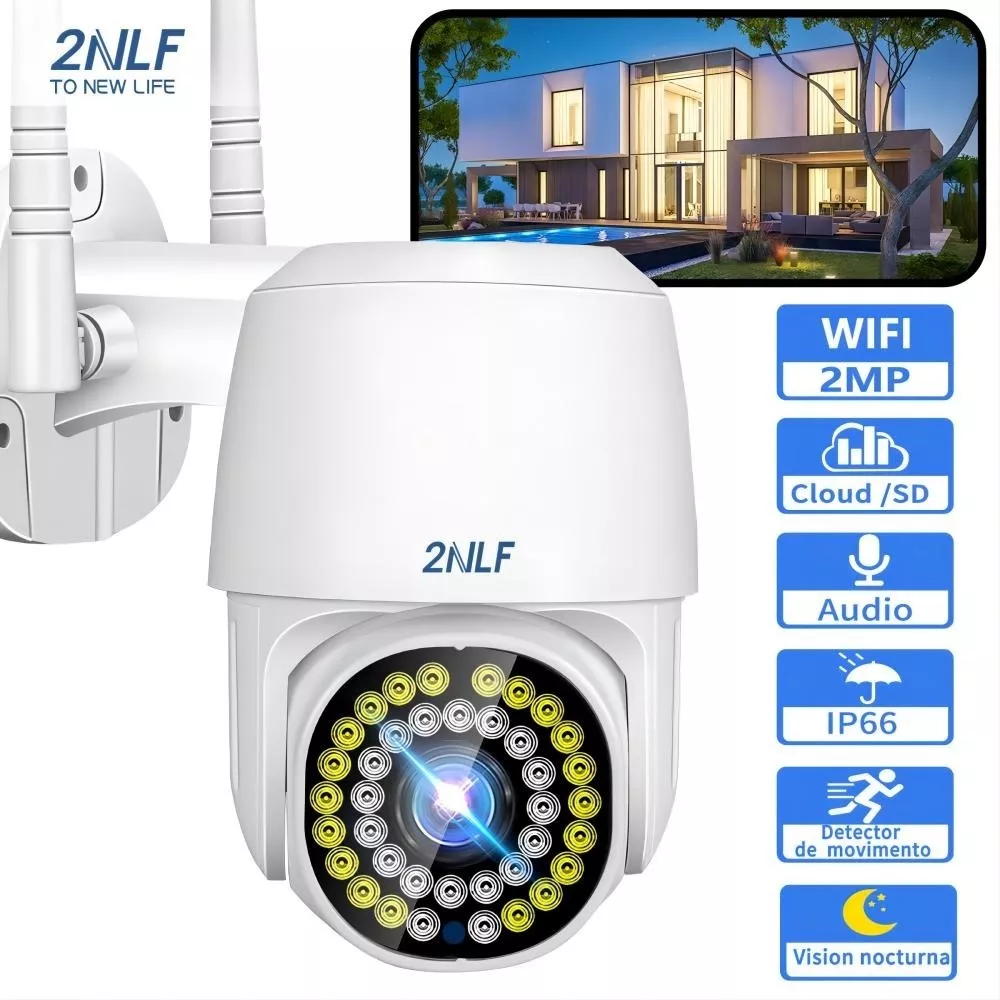 2NLF
TO NEW LIFE
WIFI
2MP
Cloud /SD
2NLF
Audio
IP66
Detector
de movimento
Vision nocturna